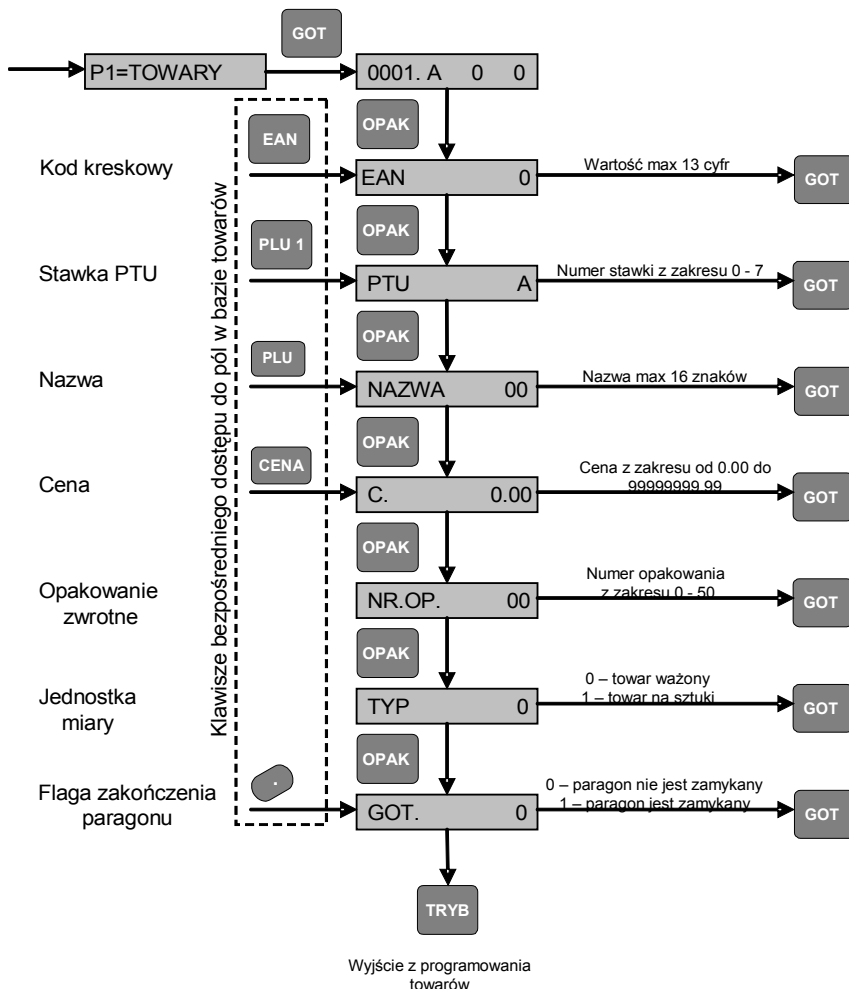 GOT
P1=TOWARY
0001. A 0 0
OPAK
EAN
Kod kreskowy
EAN 0
Wartość max 13 cyfr
GOT
OPAK
PLU 1
Stawka PTU
PTU A
Numer stawki z zakresu 0 - 7
GOT
OPAK
PLU
Nazwa
NAZWA 00
Nazwa max 16 znaków
GOT
OPAK
CENA
Cena
C. 0.00
Cena z zakresu od 0.00 do
99999999.99
GOT
OPAK
Opakowanie
zwrotne
NR.OP. 00
Numer opakowania
z zakresu 0 - 50
GOT
OPAK
Jednostka
miary
TYP 0
0 – towar ważony
1 – towar na sztuki
GOT
OPAK
.
Flaga zakończenia
paragonu
GOT. 0
0 – paragon nie jest zamykany
1 – paragon jest zamykany
GOT
Klawisze bezpośredniego dostępu do pól w bazie towarów
TRYB
Wyjście z programowania
towarów